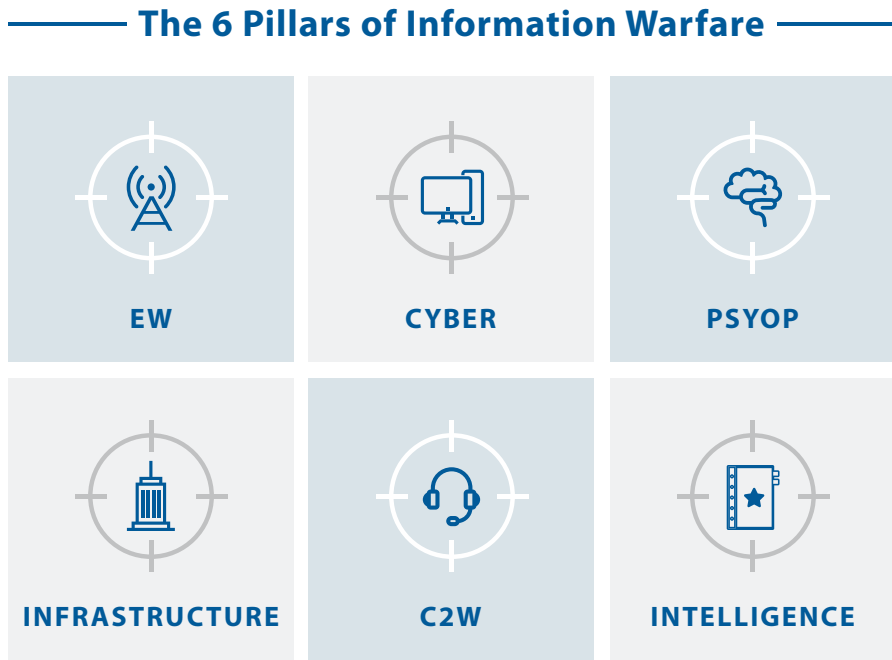 The 6 Pillars of Information Warfare
EW
CYBER
PSYOP
INFRASTRUCTURE
C2W
INTELLIGENCE